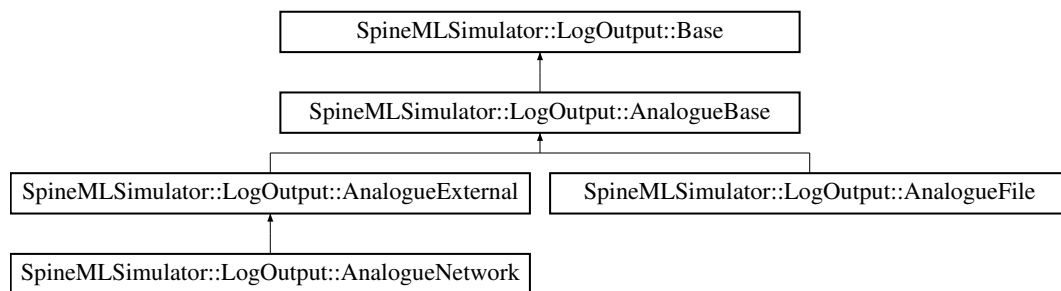 SpineMLSimulator::LogOutput::Base
SpineMLSimulator::LogOutput::AnalogueBase
SpineMLSimulator::LogOutput::AnalogueExternal
SpineMLSimulator::LogOutput::AnalogueFile
SpineMLSimulator::LogOutput::AnalogueNetwork